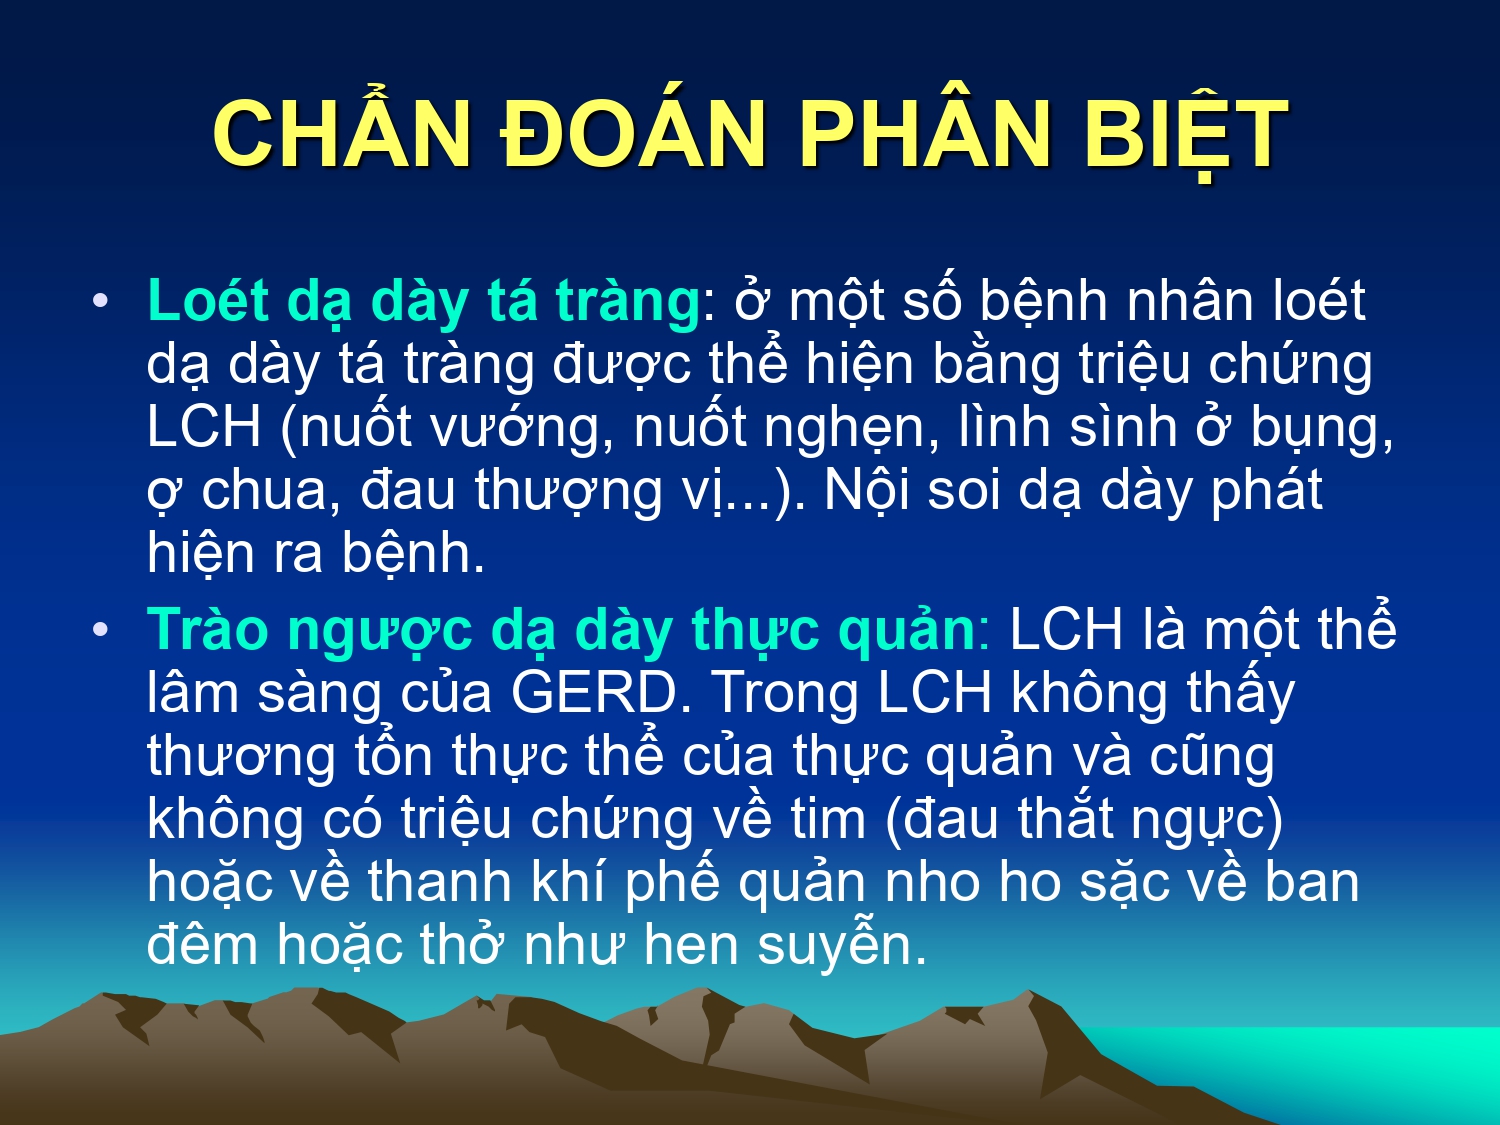 CHẨN ĐOÁN PHÂN BIỆT
• Loét dạ dày tá tràng: ở một số bệnh nhân loét
dạ dày tá tràng được thể hiện bằng triệu chứng
LCH (nuốt vướng, nuốt nghẹn, lình sình ở bụng,
ợ chua, đau thượng vị...). Nội soi dạ dày phát
hiện ra bệnh.
• Trào ngược dạ dày thực quản: LCH là một thể
lâm sàng của GERD. Trong LCH không thấy
thương tổn thực thể của thực quản và cũng
không có triệu chứng về tim (đau thắt ngực)
hoặc về thanh khí phế quản nho ho sặc về ban
đêm hoặc thở như hen suyễn.